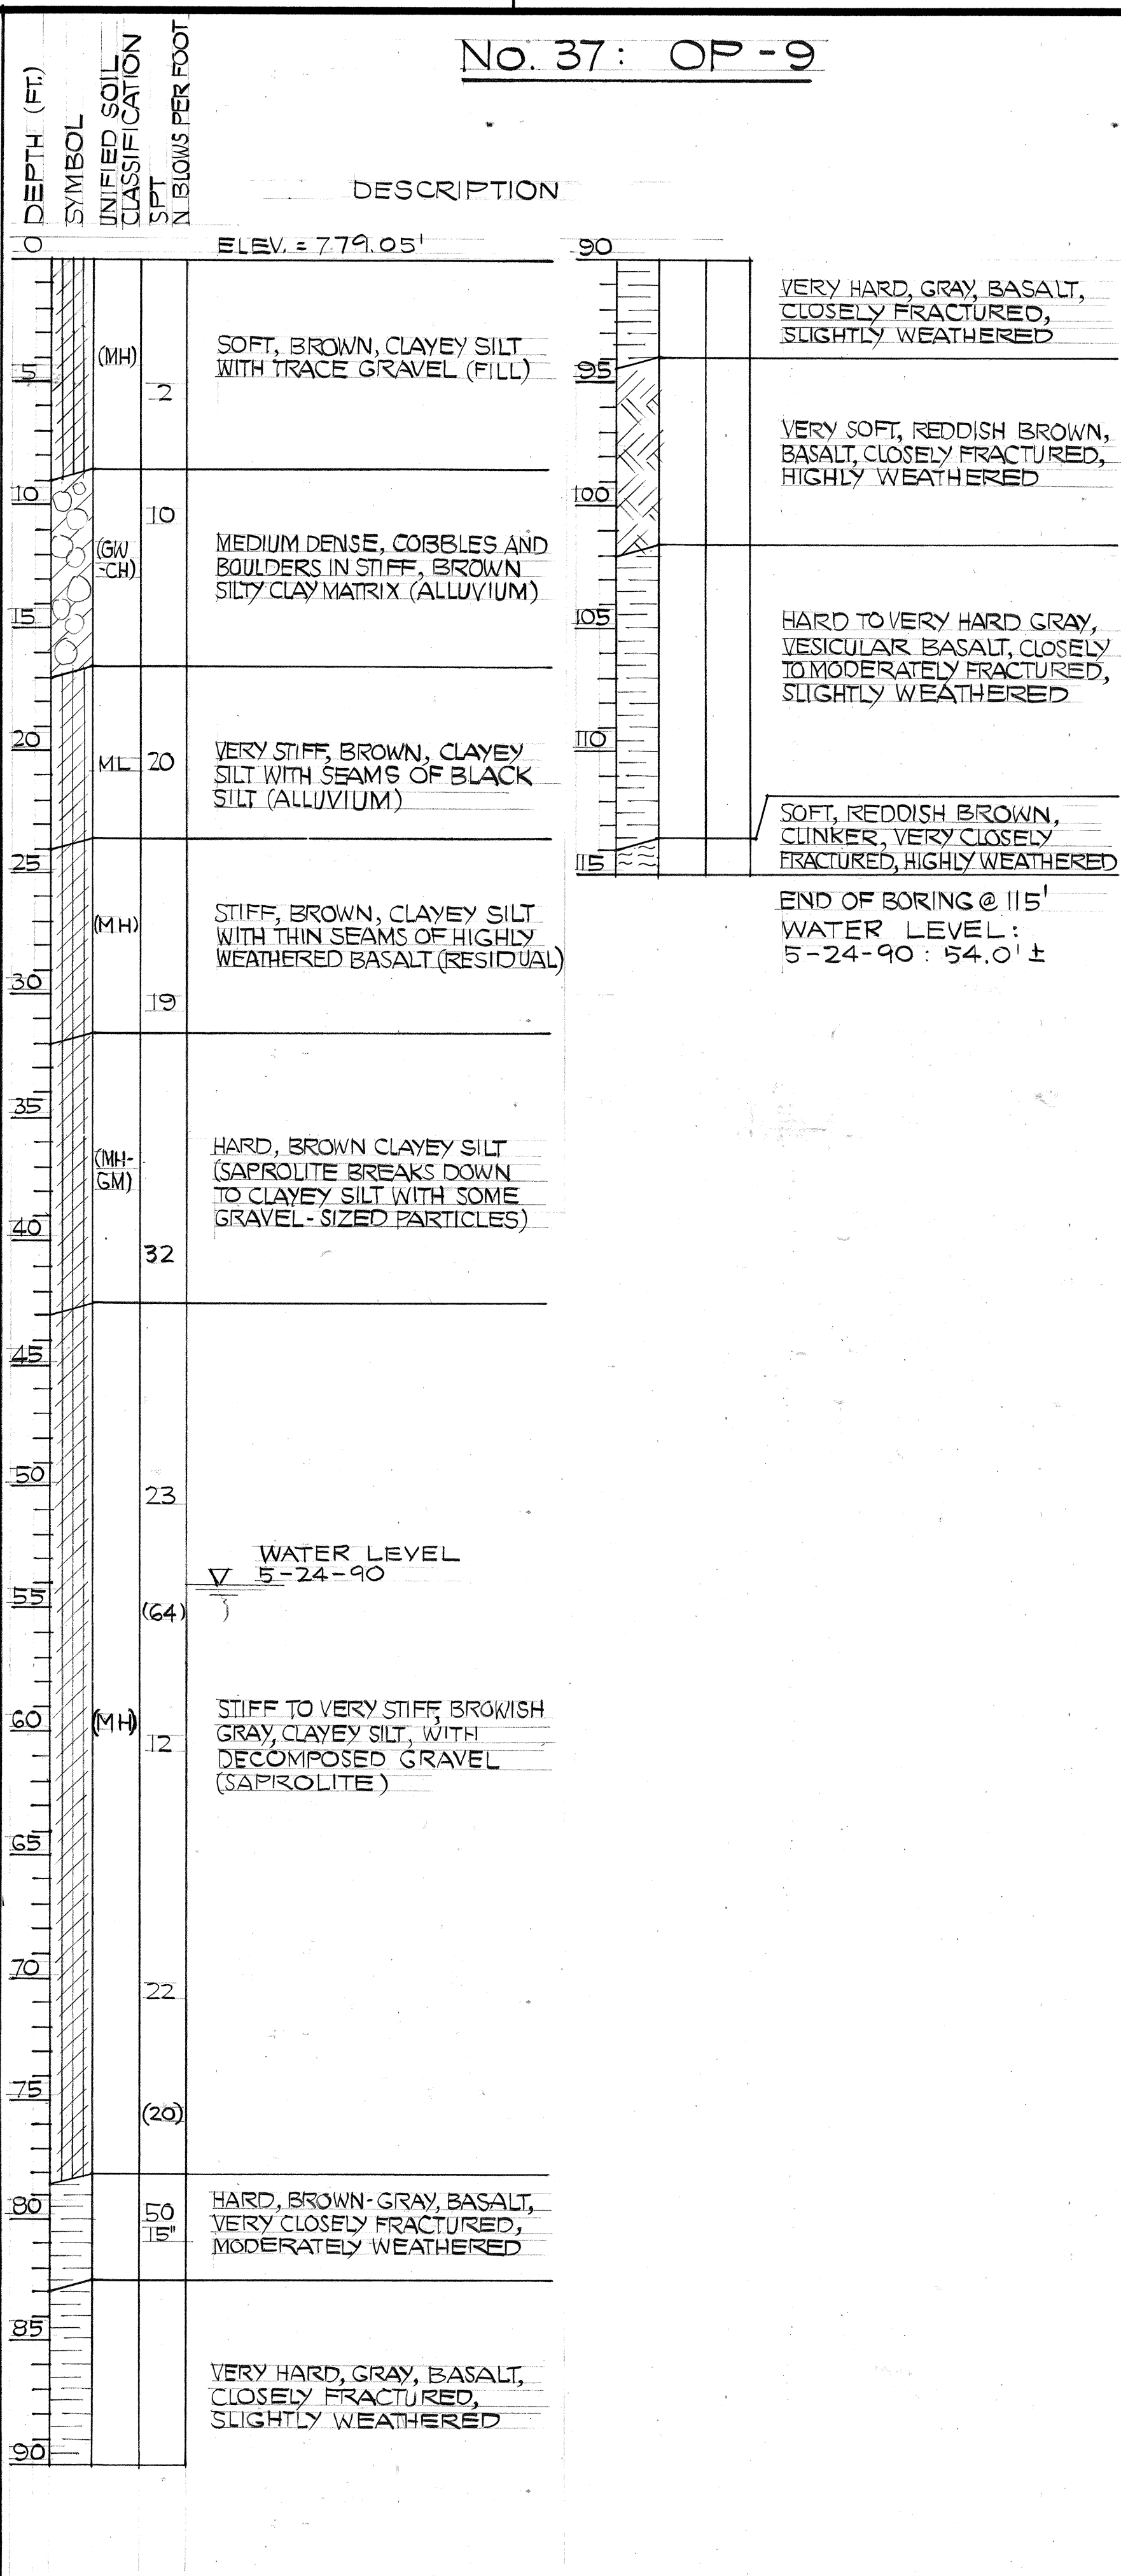 No. 37: OP-9
DEPTH (FT.)
SYMBOL
UNIFIED SOIL
CLASSIFICATION
SPT
N BLOWS PER FOOT
DESCRIPTION
0
ELEV. = 779.05'
(MH)
SOFT, BROWN, CLAYEY SILT
WITH TRACE GRAVEL (FILL)
5
2
10
10
(GW
-CH)
MEDIUM DENSE, COBBLES AND
BOULDERS IN STIFF, BROWN
SILTY CLAY MATRIX (ALLUVIUM)
15
20
ML
20
VERY STIFF, BROWN, CLAYEY
SILT WITH SEAMS OF BLACK
SILT (ALLUVIUM)
25
(MH)
STIFF, BROWN, CLAYEY SILT
WITH THIN SEAMS OF HIGHLY
WEATHERED BASALT (RESIDUAL)
30
19
35
(MH-
GM)
HARD, BROWN CLAYEY SILT
(SAPROLITE BREAKS DOWN
TO CLAYEY SILT WITH SOME
GRAVEL-SIZED PARTICLES)
40
32
45
50
23
WATER LEVEL
5-24-90
55
(64)
60
(MH)
12
STIFF TO VERY STIFF, BROWISH
GRAY, CLAYEY SILT, WITH
DECOMPOSED GRAVEL
(SAPROLITE)
65
70
22
75
(20)
80
50
15"
HARD, BROWN-GRAY, BASALT,
VERY CLOSELY FRACTURED,
MODERATELY WEATHERED
85
VERY HARD, GRAY, BASALT,
CLOSELY FRACTURED,
SLIGHTLY WEATHERED
90
90
VERY HARD, GRAY, BASALT,
CLOSELY FRACTURED,
SLIGHTLY WEATHERED
95
VERY SOFT, REDDISH BROWN,
BASALT, CLOSELY FRACTURED,
HIGHLY WEATHERED
100
105
HARD TO VERY HARD GRAY,
VESICULAR BASALT, CLOSELY
TO MODERATELY FRACTURED,
SLIGHTLY WEATHERED
110
SOFT, REDDISH BROWN,
CLINKER, VERY CLOSELY
FRACTURED, HIGHLY WEATHERED
115
END OF BORING @ 115'
WATER LEVEL:
5-24-90: 54.0' ±